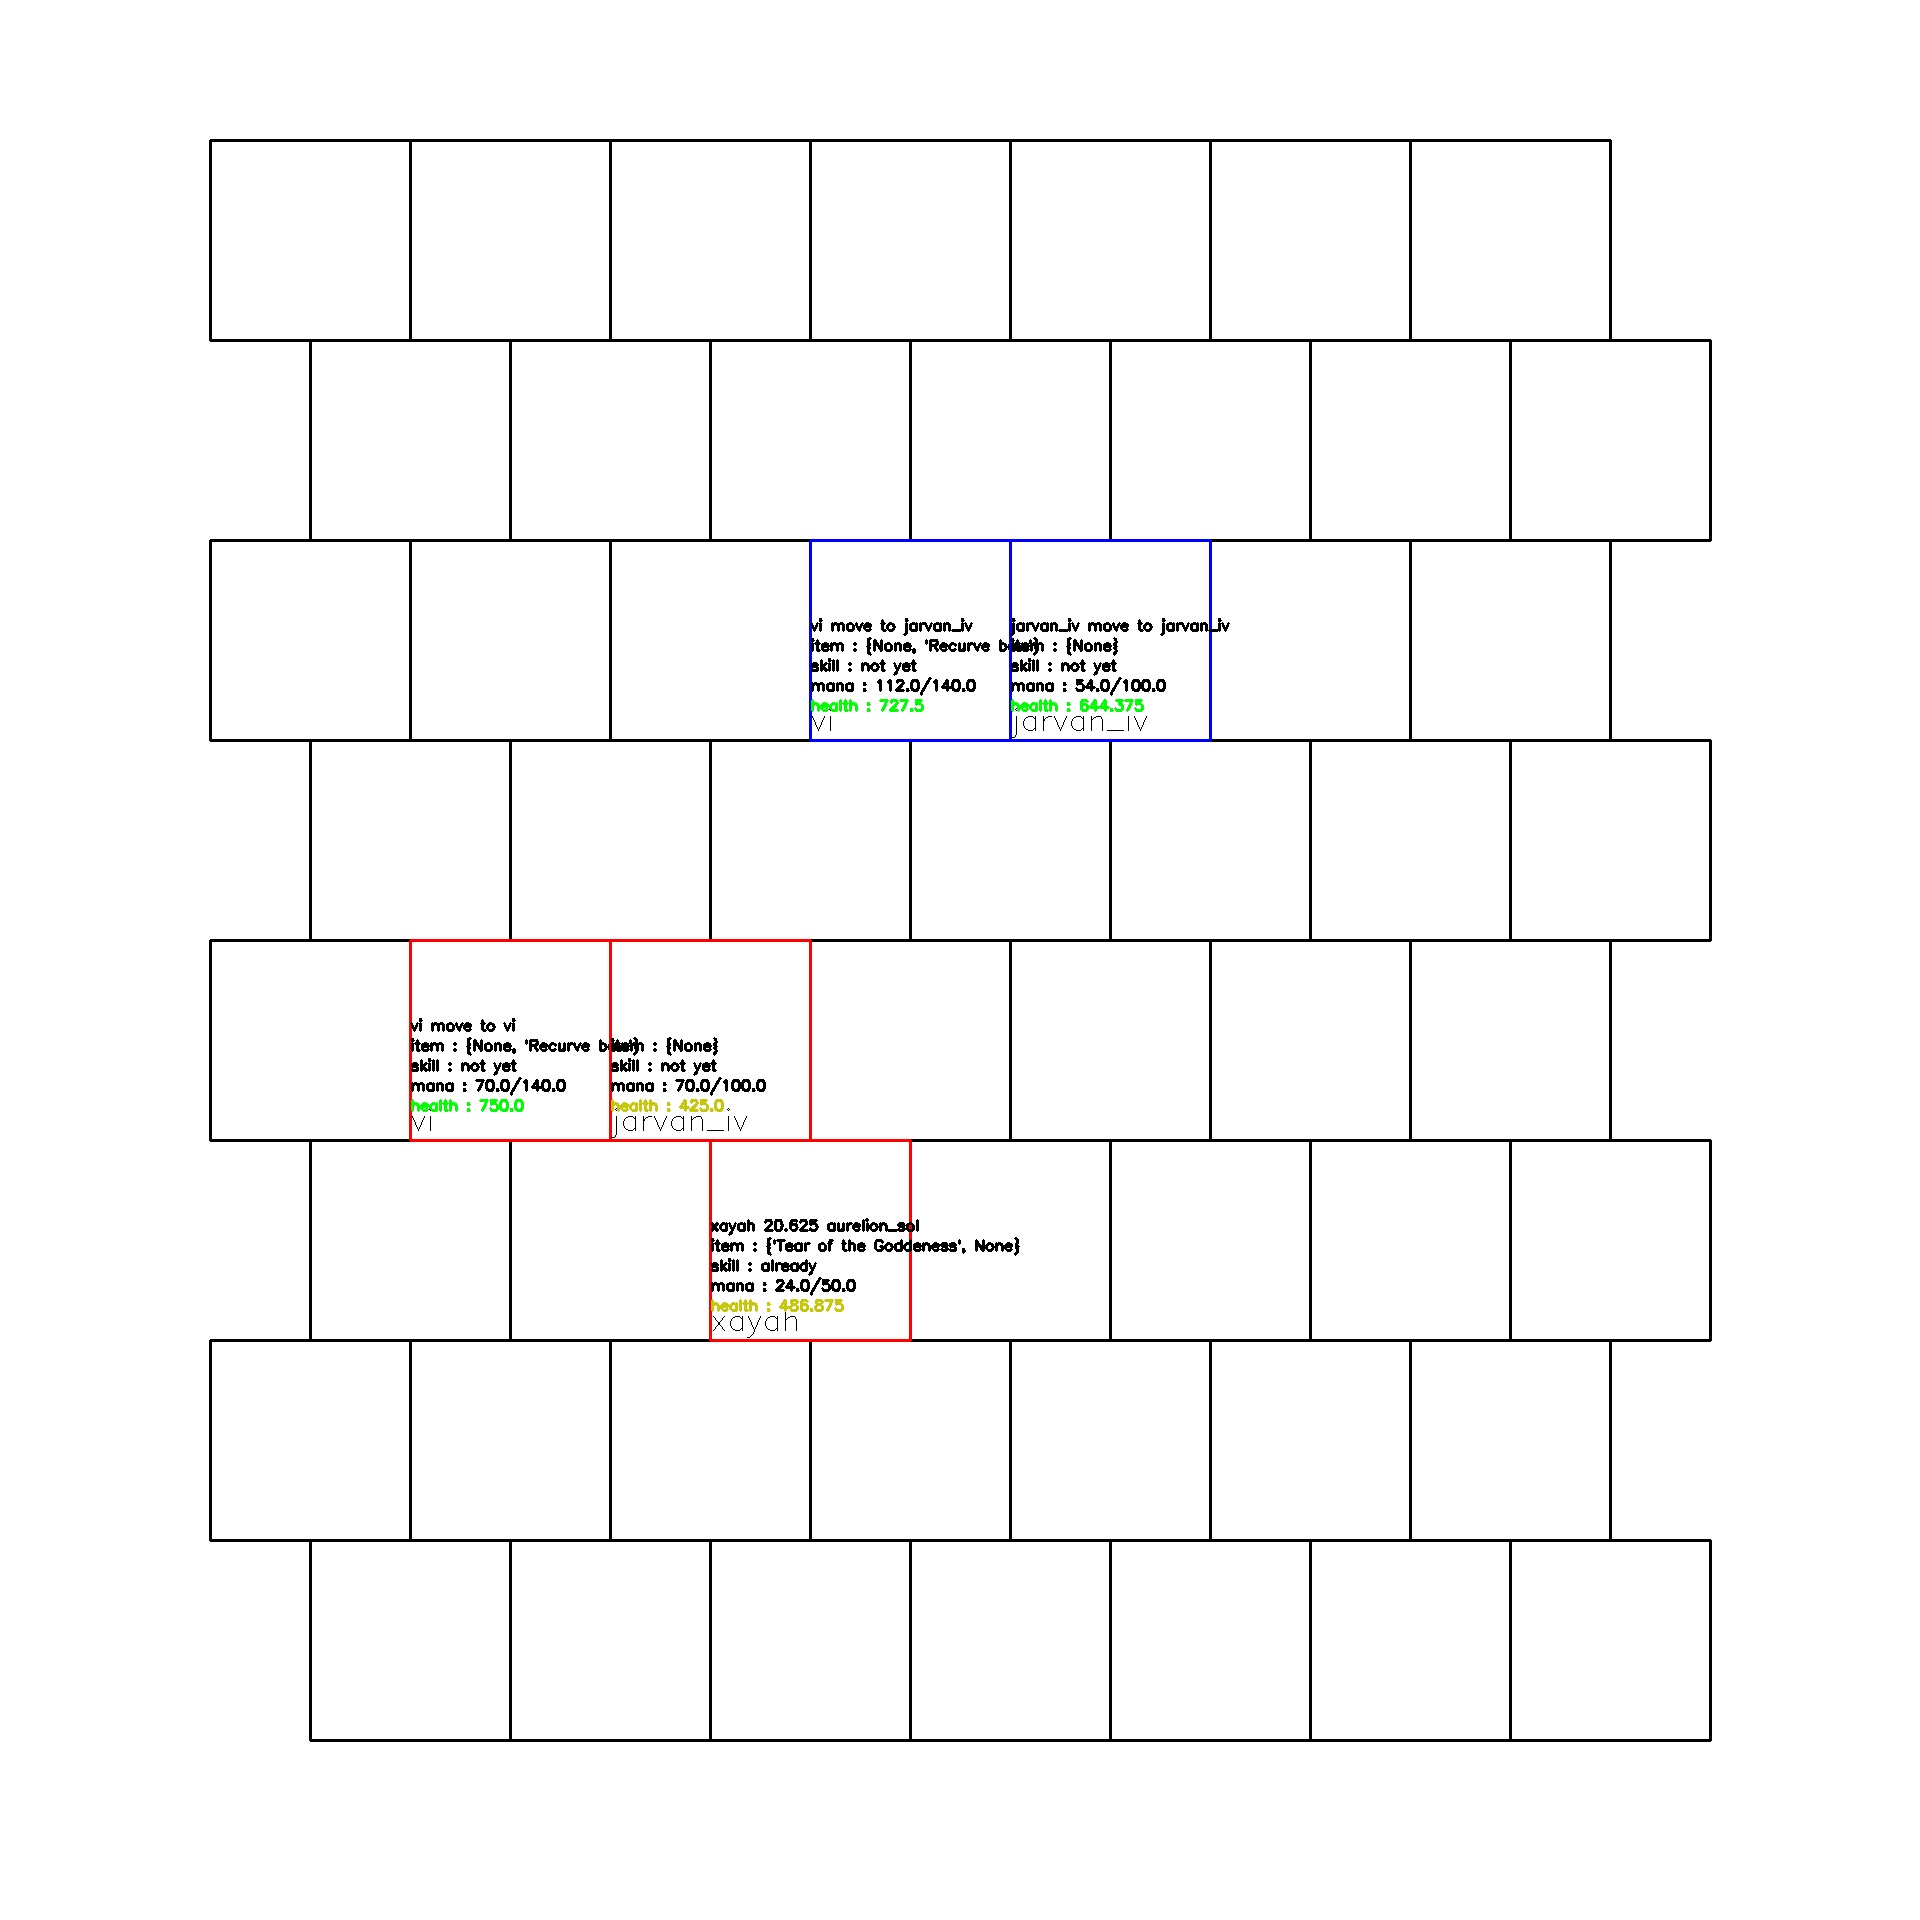 vi move to jarvan_iv
item : {None, 'Recurve
skill : not yet
mana : 112.0/140.0
health : 727.5
vi
jarvan_iv move to jarvan_iv
item : {None}
skill : not yet
mana : 54.0/100.0
health : 644.375
jarvan_iv
vi move to vi
item : {None, 'Recurve
skill : not yet
mana : 70.0/140.0
health : 750.0
vi
item : {None}
skill : not yet
mana : 70.0/100.0
health : 425.0
jarvan_iv
xayah 20.625 aurelion_sol
item : {'Tear of the Goddeness', None}
skill : already
mana : 24.0/50.0
health : 486.875
xayah